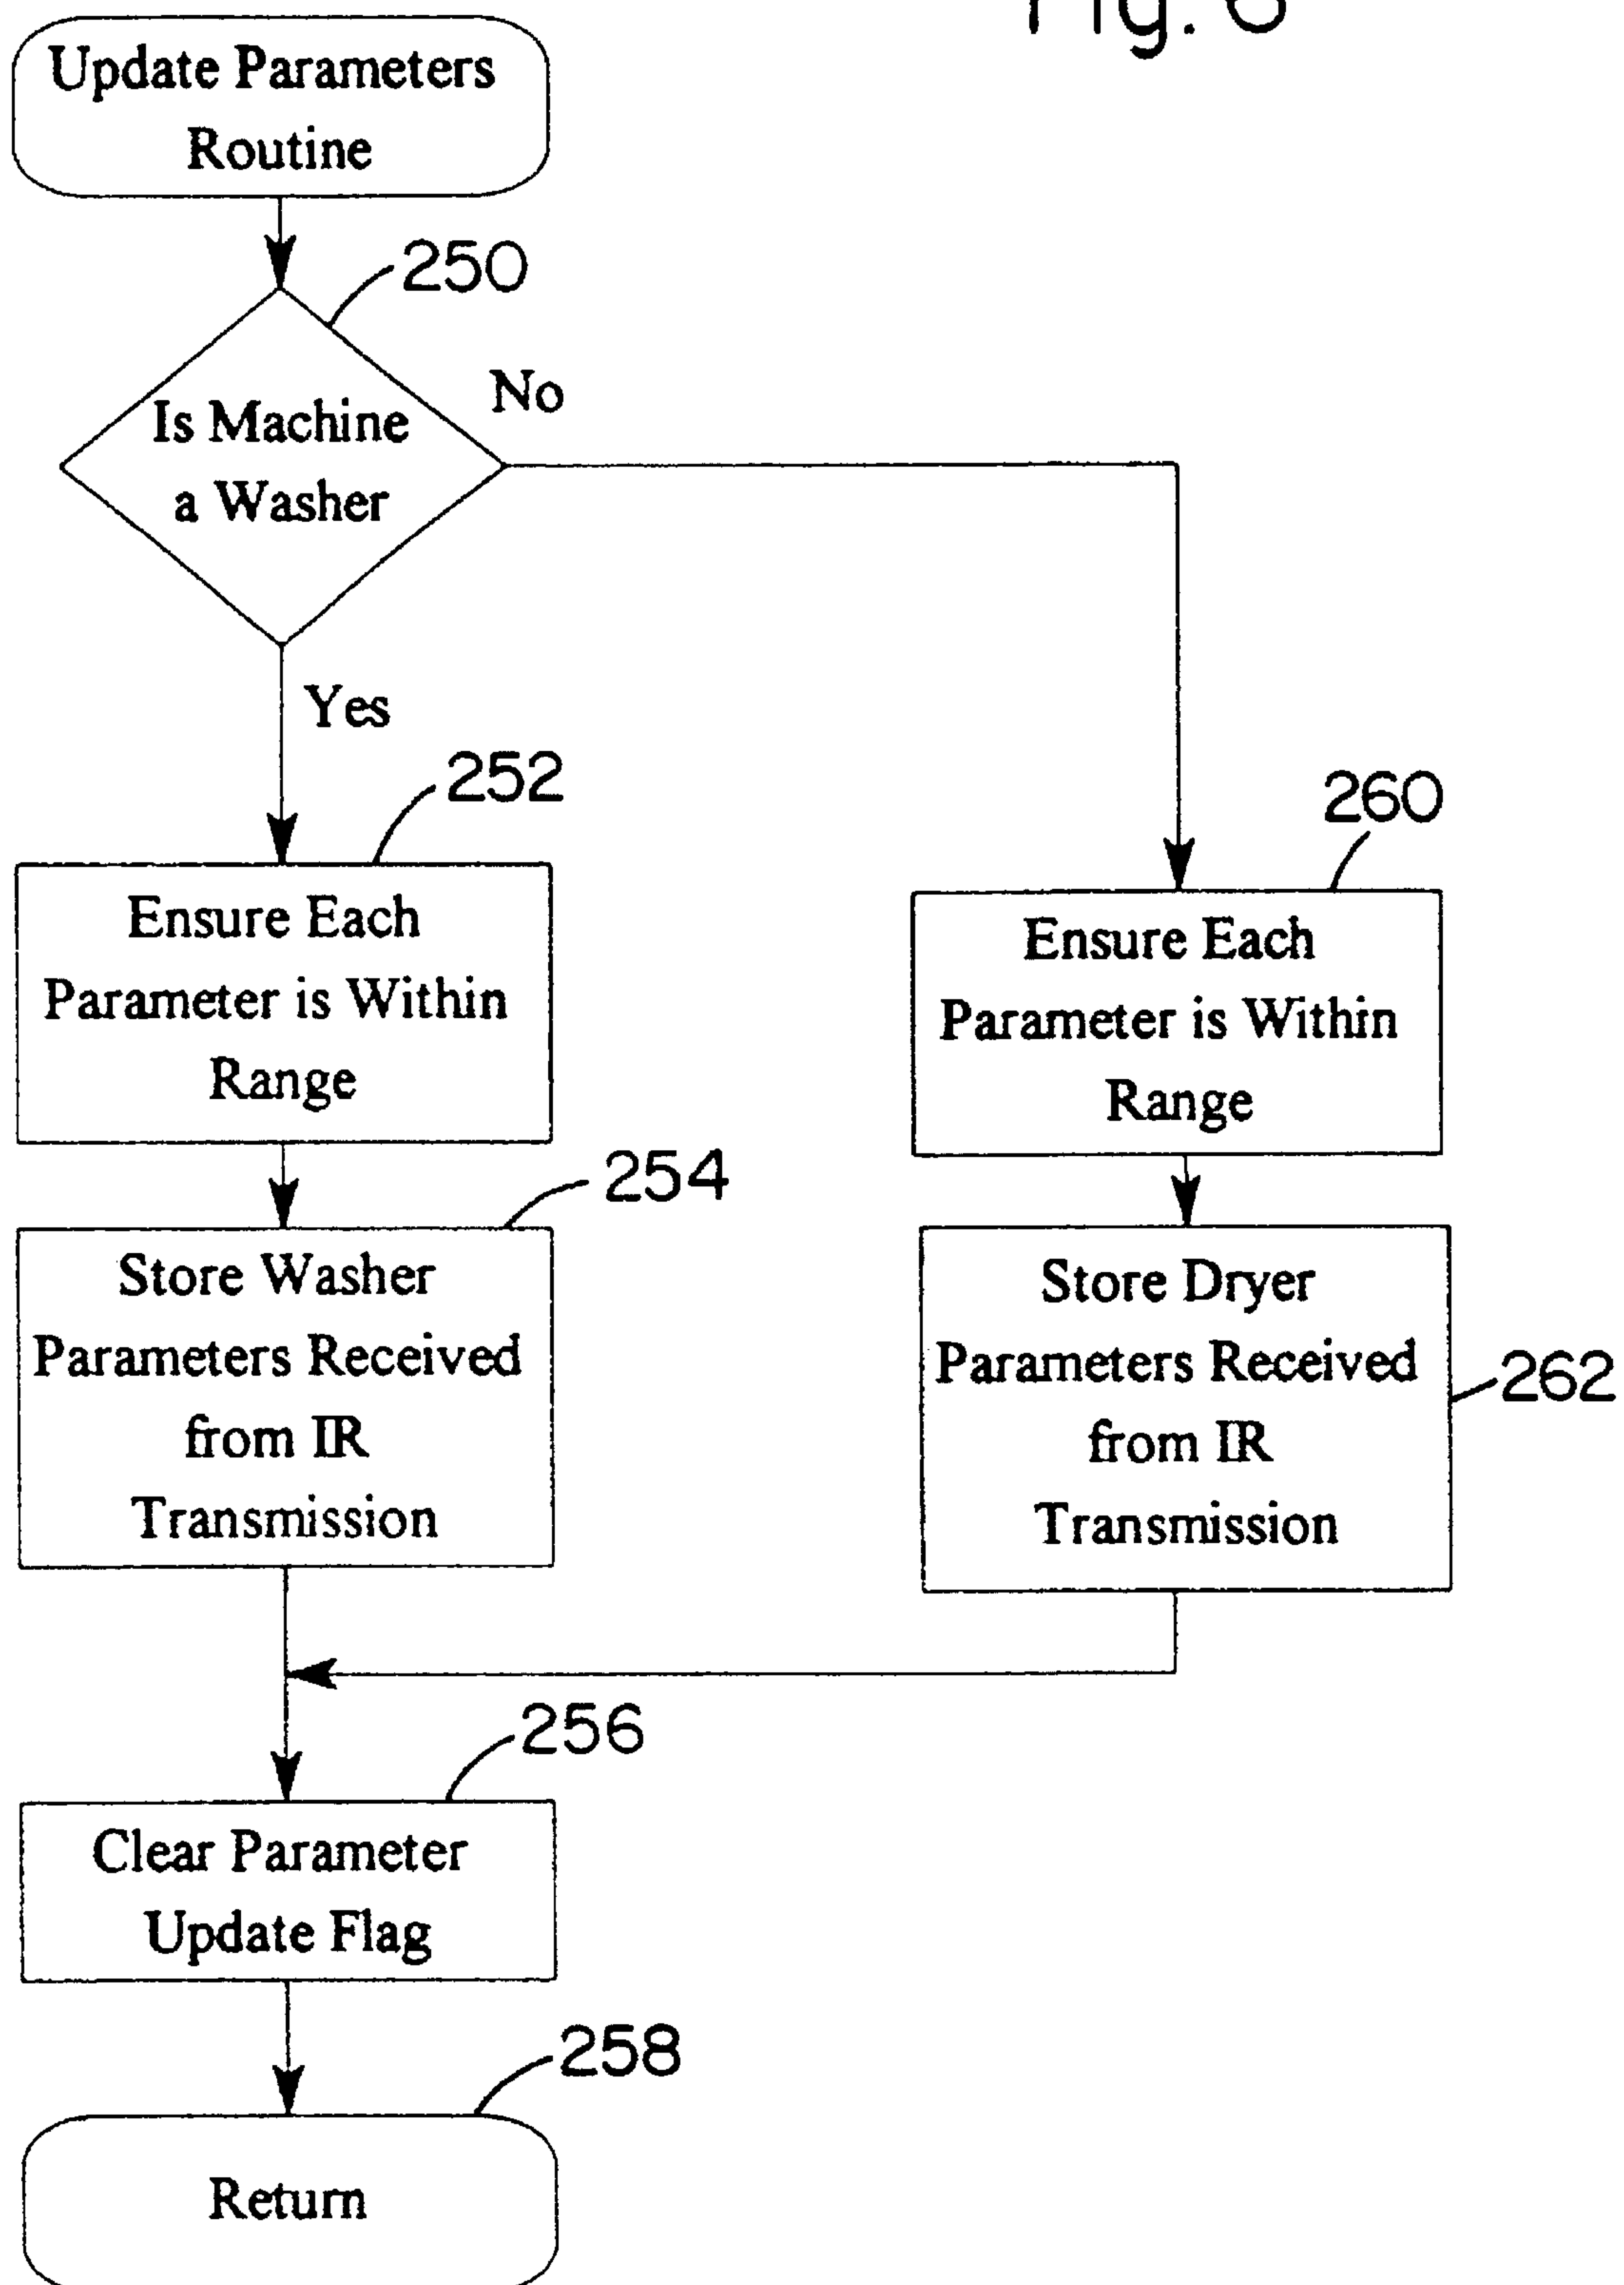 Fig.
Update Parameters
Routine
250
Is Machine
a Washer
No
Yes
252
Ensure Each
Parameter is Within
Range
260
Ensure Each
Parameter is Within
Range
254
Store Washer
Parameters Received
from IR
Transmission
Store Dryer
Parameters Received
from IR
Transmission
262
256
Clear Parameter
Update Flag
258
Return